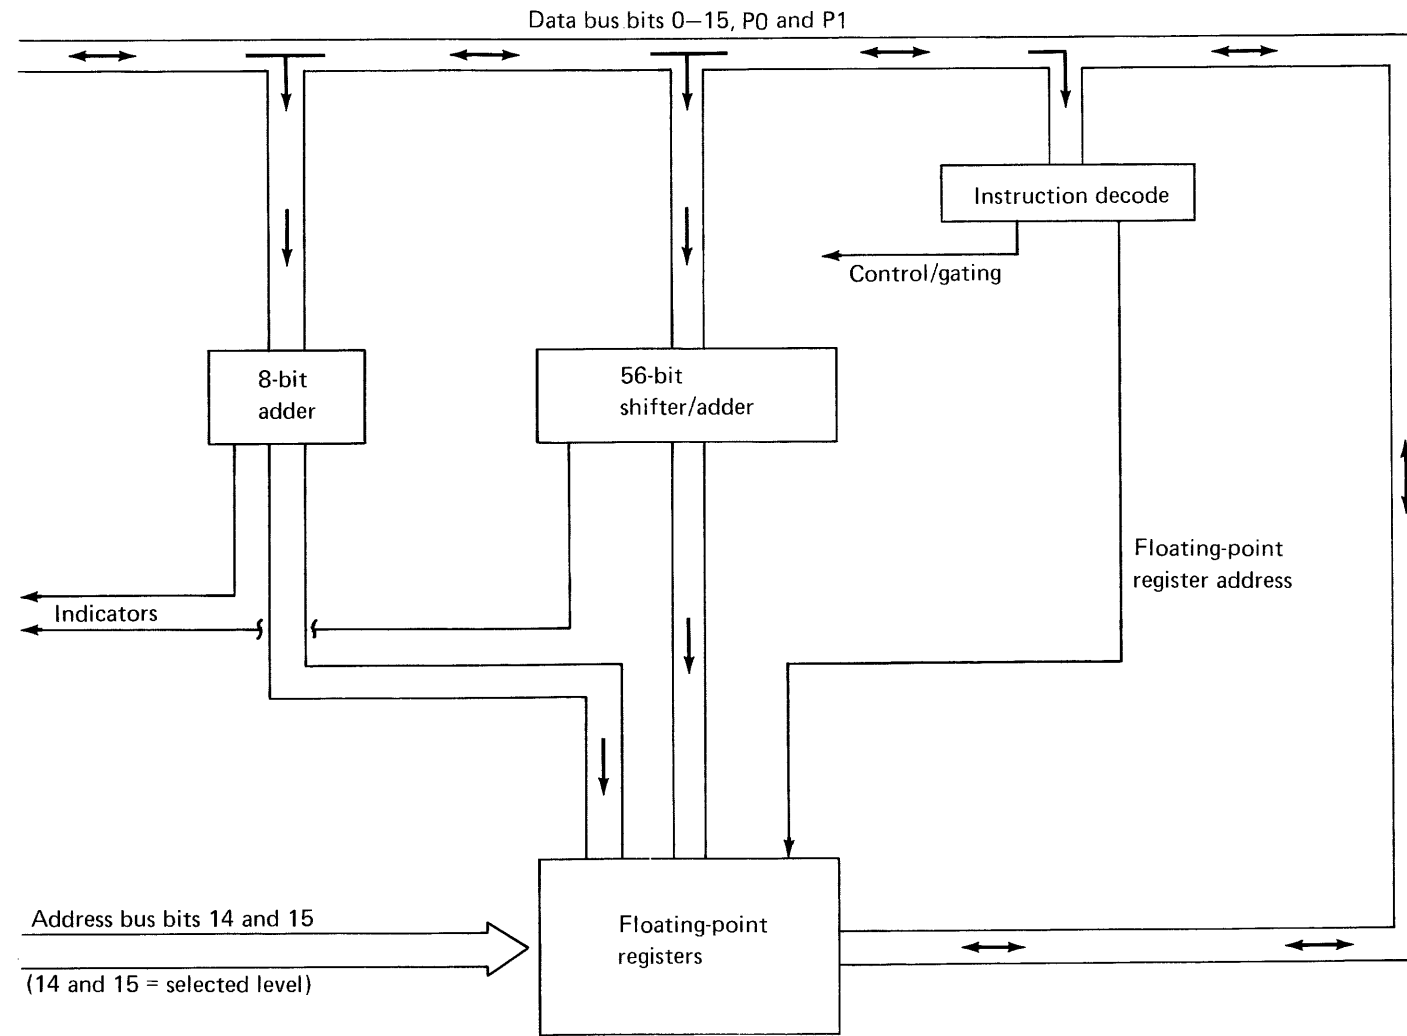 Data bus bits 0–15, P0 and P1
Instruction decode
Control/gating
8-bit
adder
56-bit
shifter/adder
Floating-point
register address
Indicators
Address bus bits 14 and 15
(14 and 15 = selected level)
Floating-point
registers